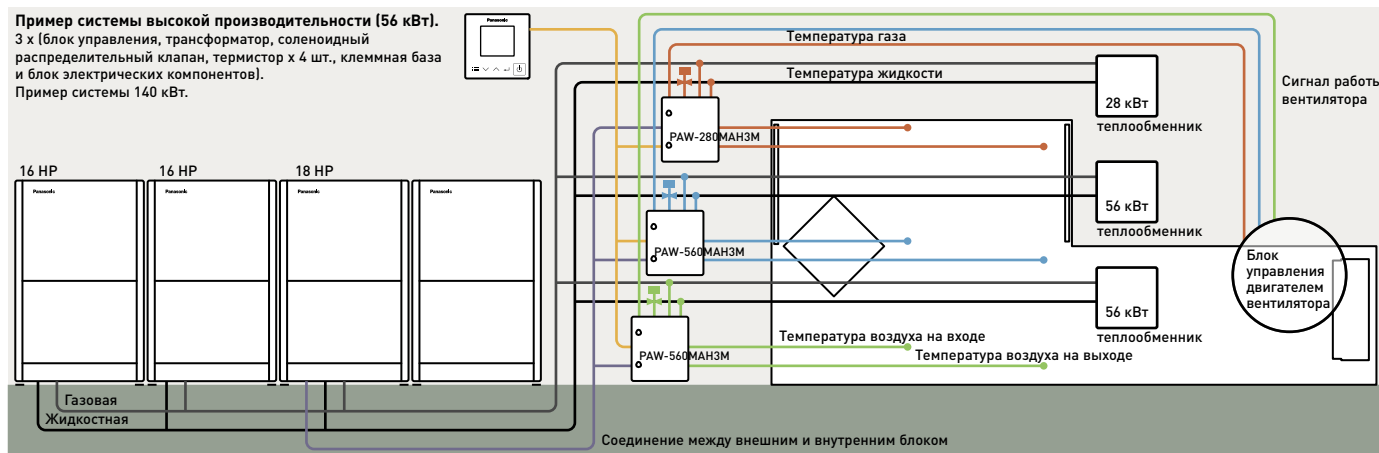 Пример системы высокой производительности (56 кВт).
3 x (блок управления, трансформатор, соленоидный
распределительный клапан, термистор x 4 шт., клеммная база
и блок электрических компонентов).
Пример системы 140 кВт.
Panasonic
Температура газа
Температура жидкости
28 кВт
теплообменник
Сигнал работы
вентилятора
PAW-280MAH3M
16 HP
16 HP
18 HP
Panasonic
Panasonic
Panasonic
Panasonic
56 кВт
теплообменник
PAW-560MAH3M
Блок
управления
двигателем
вентилятора
56 кВт
теплообменник
PAW-560MAH3M
Температура воздуха на входе
Температура воздуха на выходе
Газовая
Жидкостная
Соединение между внешним и внутренним блоком